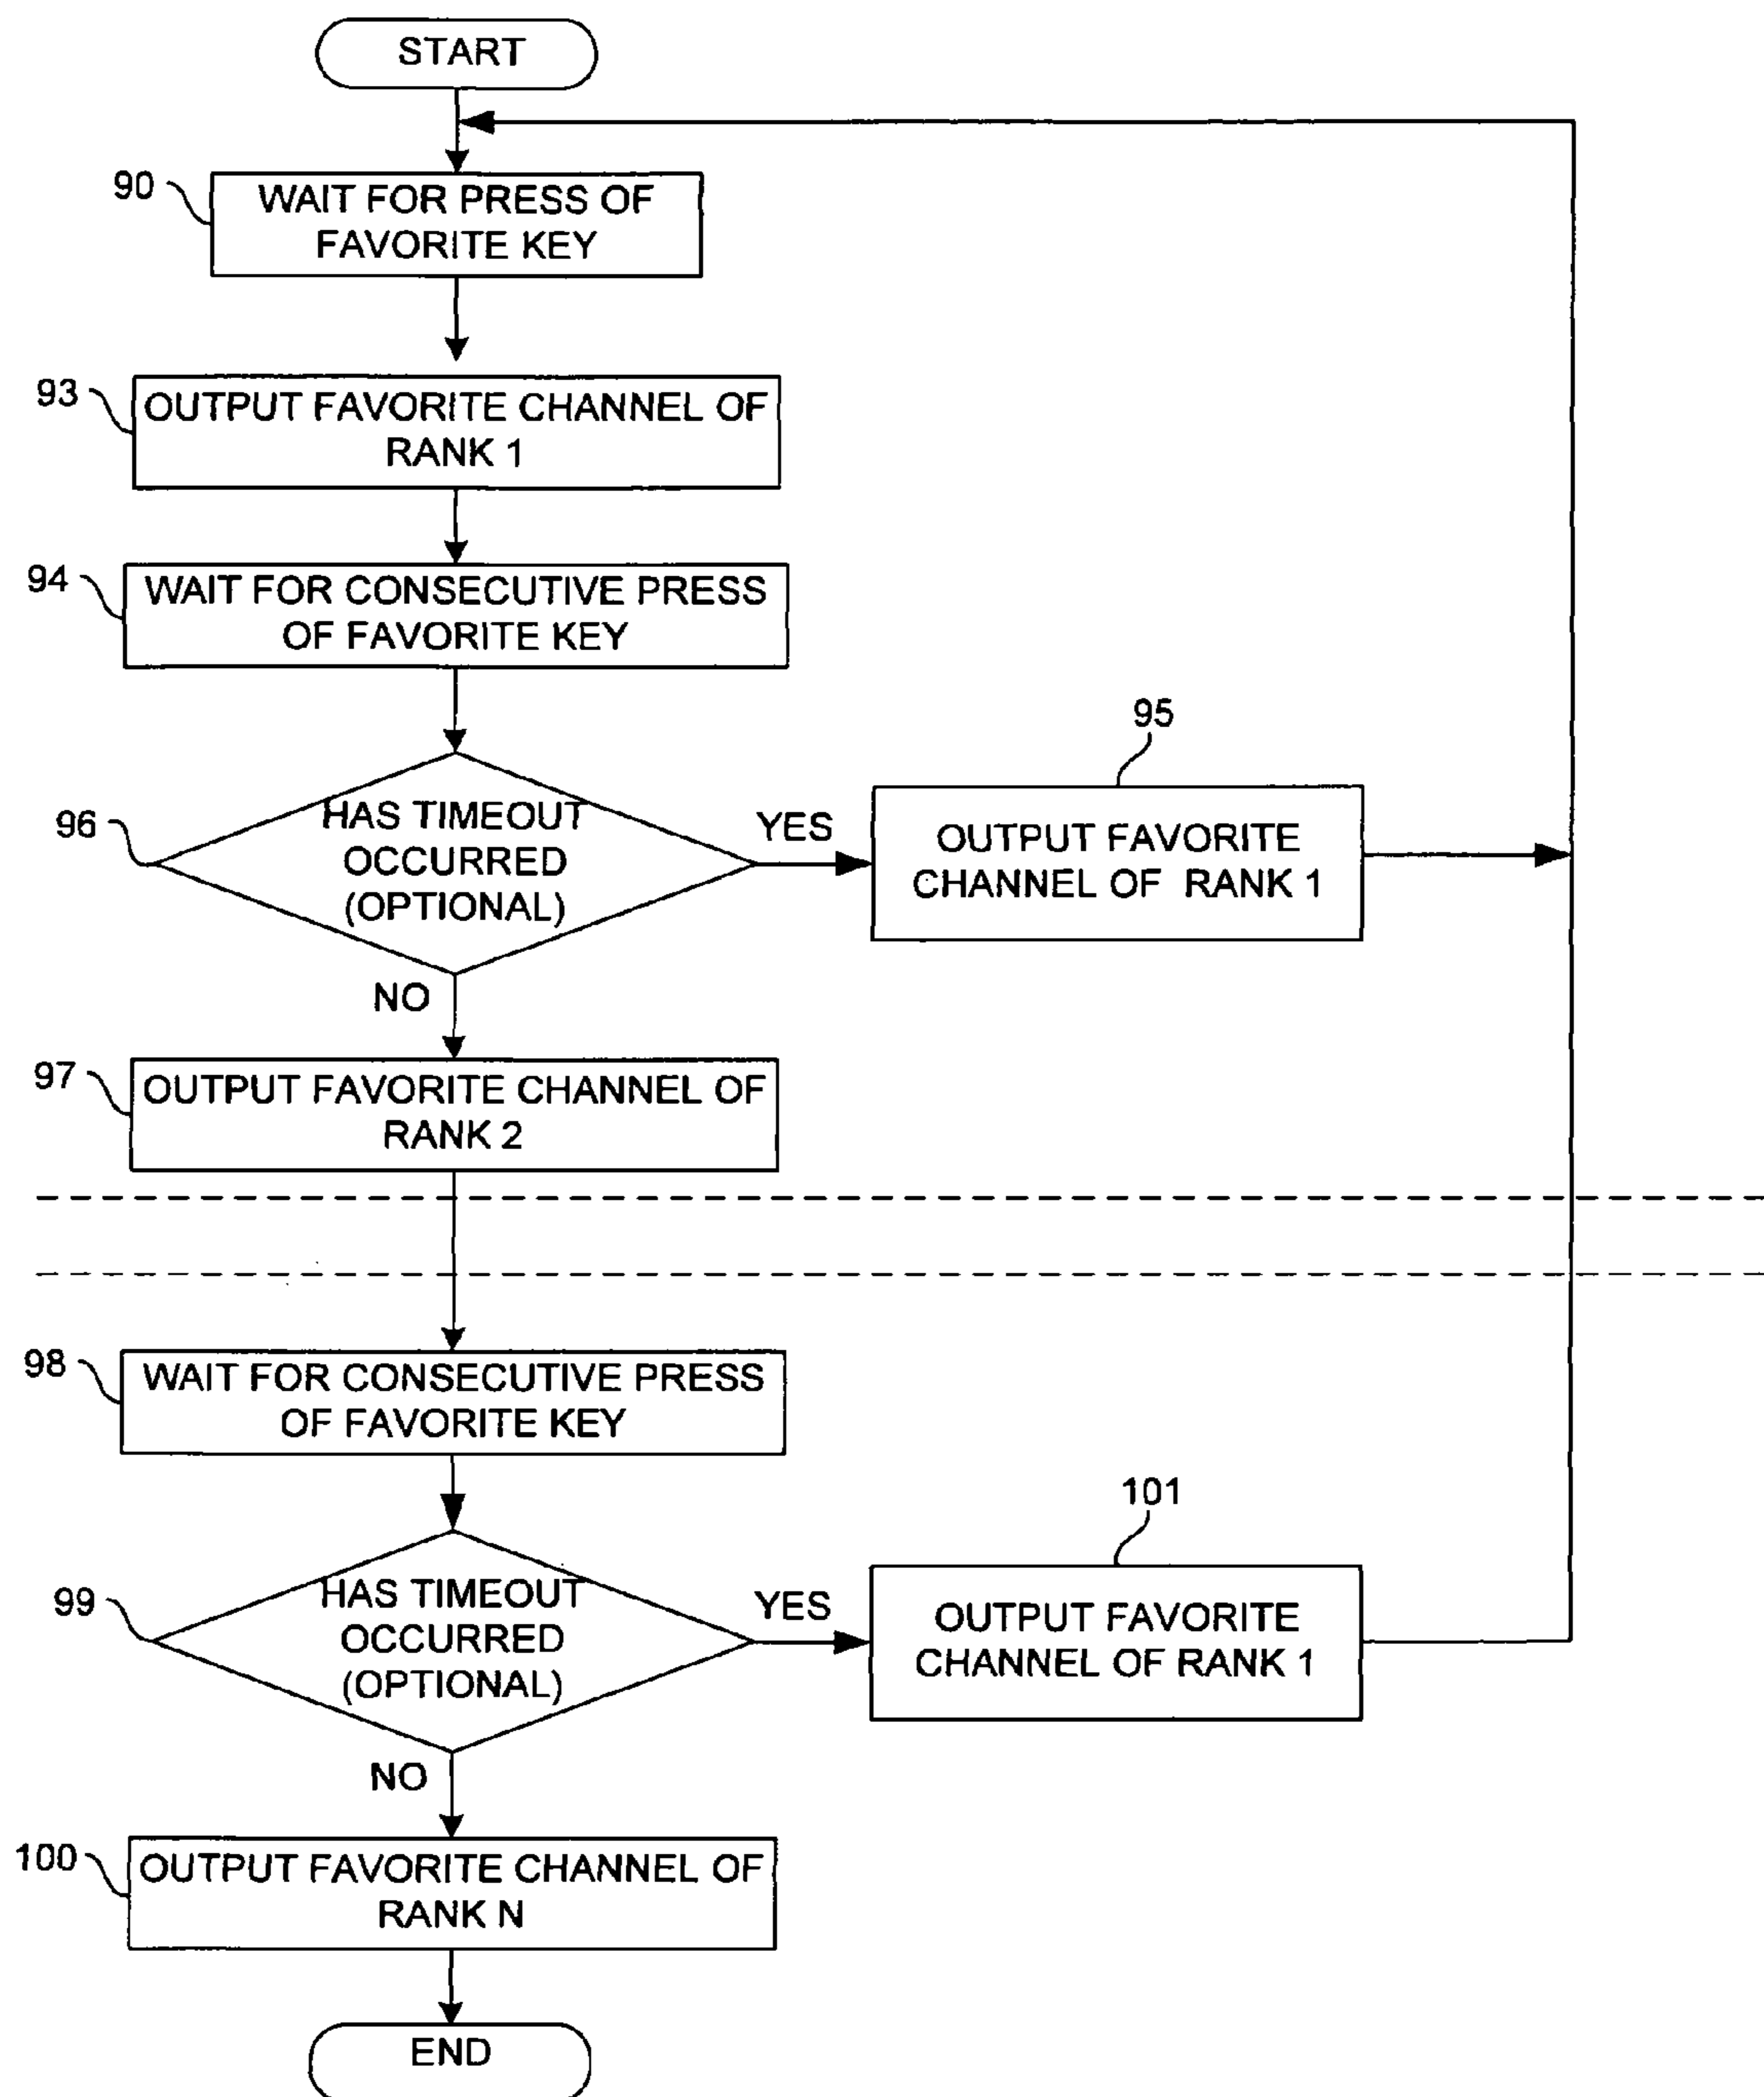 START
90
WAIT FOR PRESS OF
FAVORITE KEY
93
OUTPUT FAVORITE CHANNEL OF
RANK 1
94
WAIT FOR CONSECUTIVE PRESS
OF FAVORITE KEY
96
HAS TIMEOUT
OCCURRED
(OPTIONAL)
YES
95
OUTPUT FAVORITE
CHANNEL OF RANK 1
NO
97
OUTPUT FAVORITE CHANNEL OF
RANK 2
98
WAIT FOR CONSECUTIVE PRESS
OF FAVORITE KEY
99
HAS TIMEOUT
OCCURRED
(OPTIONAL)
YES
101
OUTPUT FAVORITE
CHANNEL OF RANK 1
NO
100
OUTPUT FAVORITE CHANNEL OF
RANK N
END